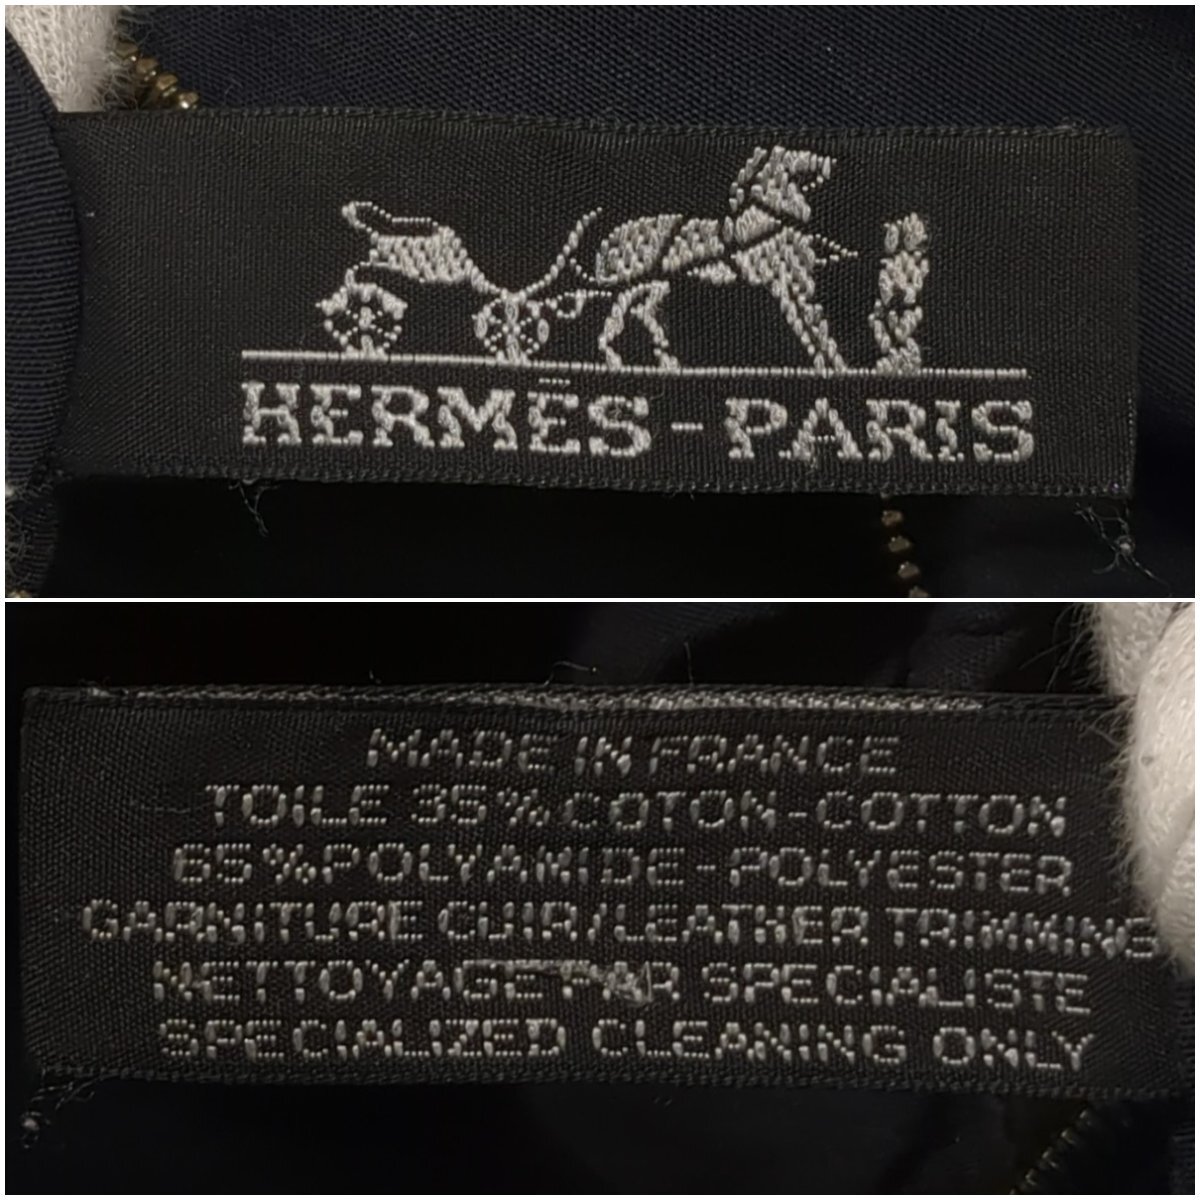 HERMÈS-PARIS
MADE IN FRANCE
TOILE 35% COTON-COTTON
65% POLYAMIDE-POLYESTER
GARNITURE CUIR/LEATHER TRIMMING
NETTOYAGE PAR SPECIALISTE
SPECIALIZED CLEANING ONLY